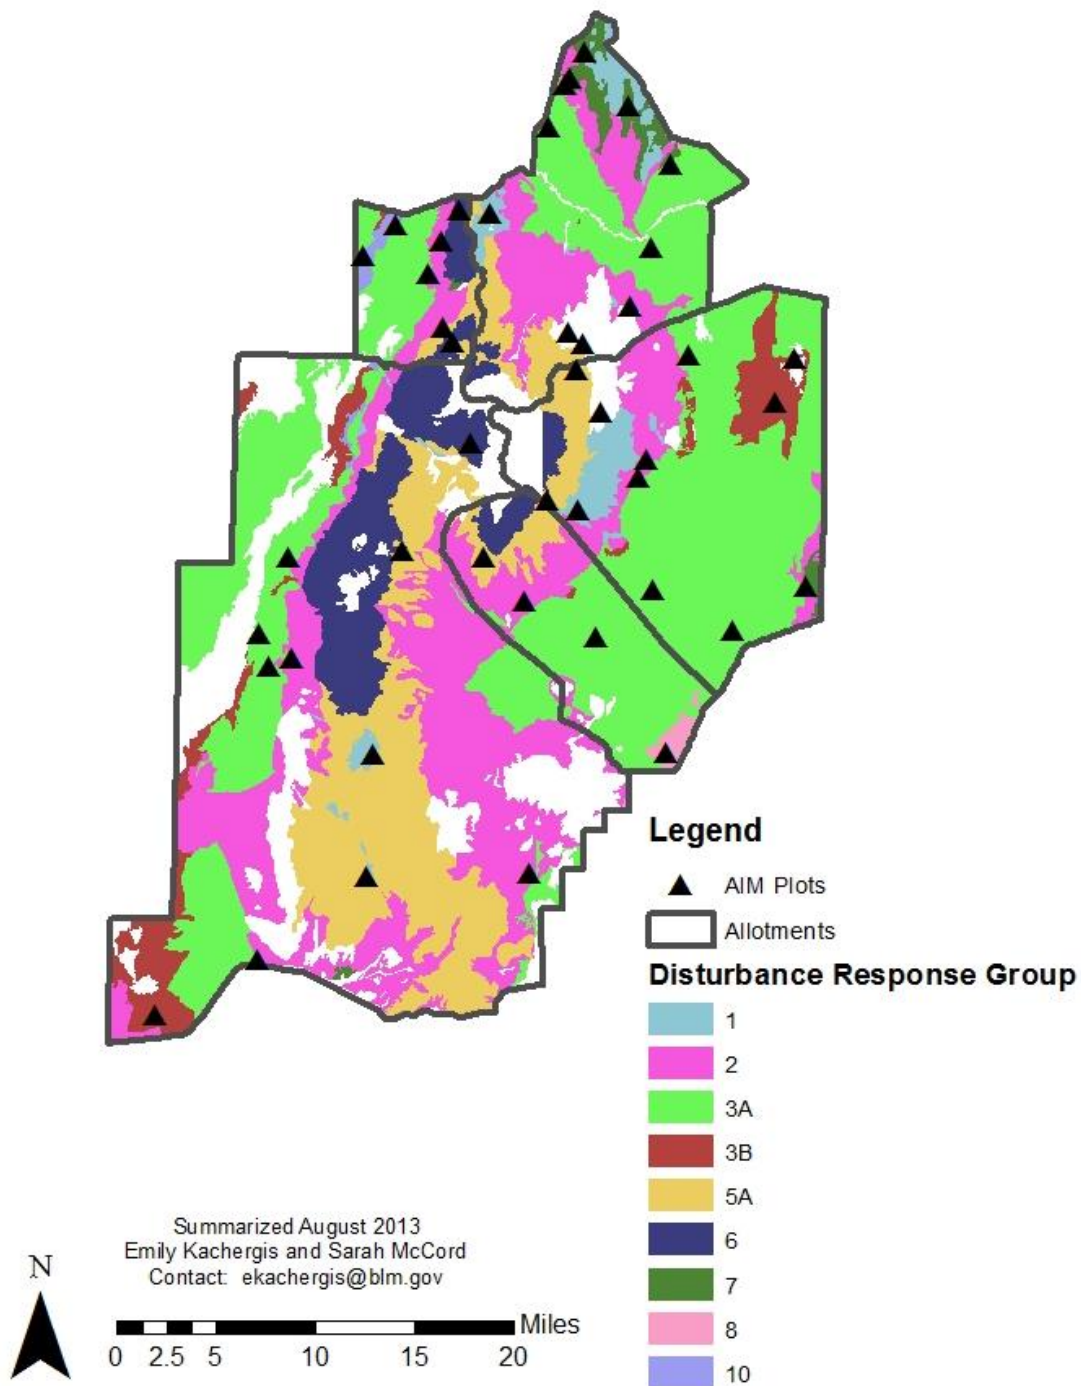 Legend
AIM Plots
Allotments
Disturbance Response Group
1
2
3A
3B
5A
6
7
8
10
Summarized August 2013
Emily Kachergis and Sarah McCord
Contact: ekachergis@blm.gov
N
Miles
0 2.5 5 10 15 20